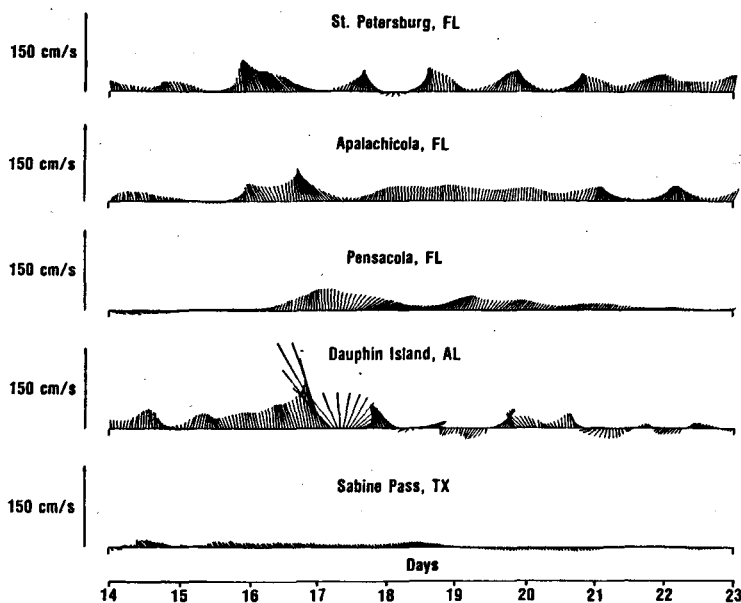 St. Petersburg, FL
150 cm/s
Apalachicola, FL
150 cm/s
Pensacola, FL
150 cm/s
Dauphin Island, AL
150 cm/s
Sabine Pass, TX
150 cm/s
Days
14 15 16 17 18 19 20 21 22 23